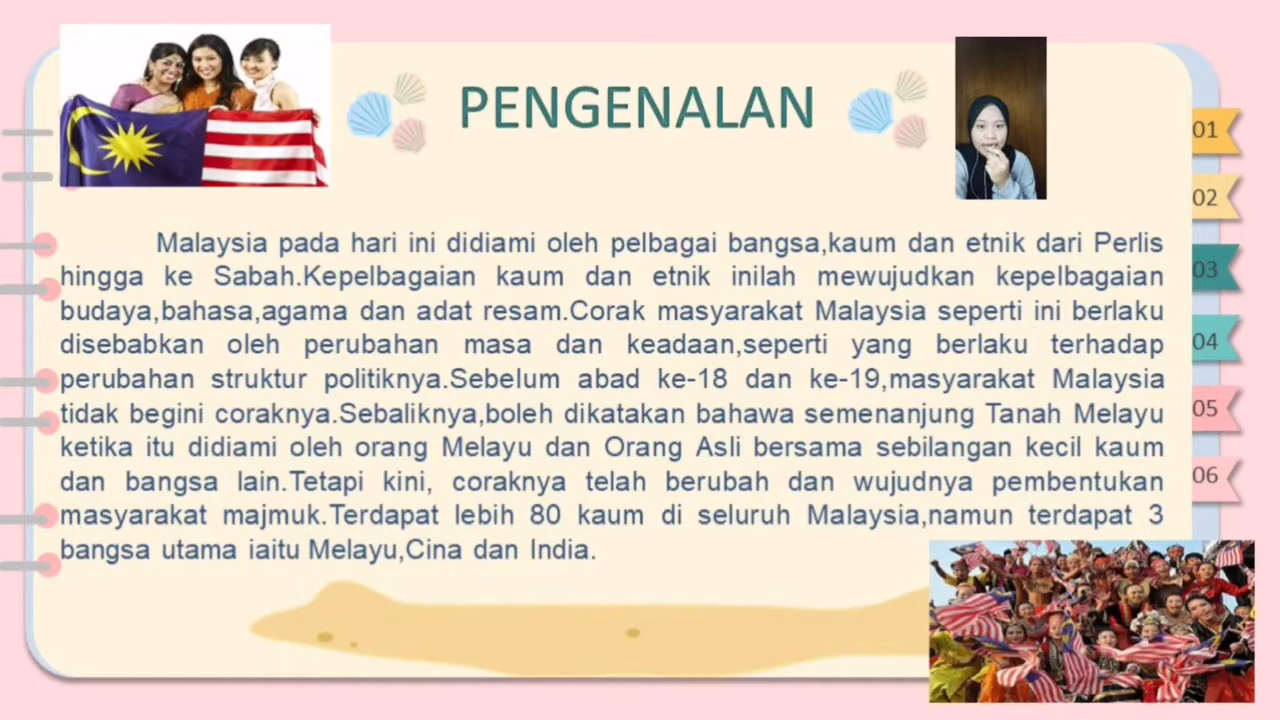 PENGENALAN
Malaysia pada hari ini didiami oleh pelbagai bangsa,kaum dan etnik dari Perlis
hingga ke Sabah.Kepelbagaian kaum dan etnik inilah mewujudkan kepelbagaian
budaya,bahasa,agama dan adat resam.Corak masyarakat Malaysia seperti ini berlaku
disebabkan oleh perubahan masa dan keadaan,seperti yang berlaku terhadap
perubahan struktur politiknya.Sebelum abad ke-18 dan ke-19,masyarakat Malaysia
tidak begini coraknya.Sebaliknya,boleh dikatakan bahawa semenanjung Tanah Melayu
ketika itu didiami oleh orang Melayu dan Orang Asli bersama sebilangan kecil kaum
dan bangsa lain.Tetapi kini, coraknya telah berubah dan wujudnya pembentukan
masyarakat majmuk.Terdapat lebih 80 kaum di seluruh Malaysia,namun terdapat 3
bangsa utama iaitu Melayu,Cina dan India.
01
02
03
04
05
06